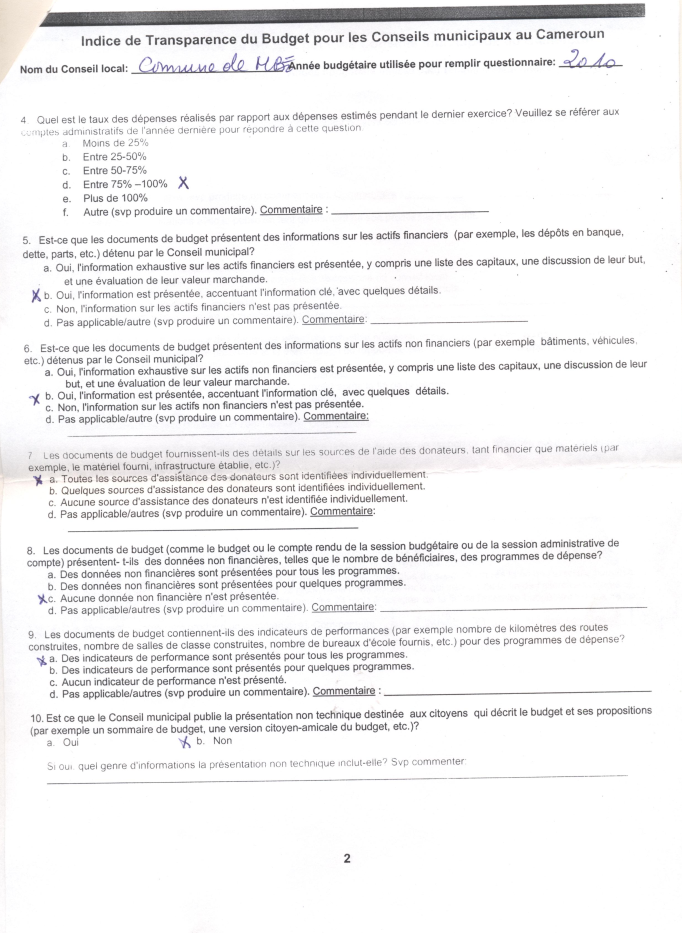 Indice de Transparence du Budget pour les Conseils municipaux au Cameroun
Nom du Conseil local: Comune de MBE Année budgétaire utilisée pour remplir questionnaire: 2010
4. Quel est le taux des dépenses réalisés par rapport aux dépenses estimés pendant le dernier exercice? Veuillez se référer aux
comptes administratifs de l'année dernière pour répondre à cette question
a Moins de 25%
b. Entre 25-50%
c. Entre 50-75%
d. Entre 75% –100% X
e. Plus de 100%
f. Autre (svp produire un commentaire). Commentaire :
5. Est-ce que les documents de budget présentent des informations sur les actifs financiers (par exemple, les dépôts en banque,
dette, parts, etc.) détenu par le Conseil municipal?
a. Oui, l'information exhaustive sur les actifs financiers est présentée, y compris une liste des capitaux, une discussion de leur but,
et une évaluation de leur valeur marchande.
X b. Oui, l'information est présentée, accentuant l'information clé, avec quelques détails.
c. Non, l'information sur les actifs financiers n'est pas présentée.
d. Pas applicable/autre (svp produire un commentaire). Commentaire:
6. Est-ce que les documents de budget présentent des informations sur les actifs non financiers (par exemple bâtiments, véhicules,
etc.) détenus par le Conseil municipal?
a. Oui, l'information exhaustive sur les actifs non financiers est présentée, y compris une liste des capitaux, une discussion de leur
but, et une évaluation de leur valeur marchande.
X b. Oui, l'information est présentée, accentuant l'information clé, avec quelques détails.
c. Non, l'information sur les actifs non financiers n'est pas présentée.
d. Pas applicable/autre (svp produire un commentaire). Commentaire:
7 Les documents de budget fournissent-ils des détails sur les sources de l'aide des donateurs, tant financier que matériels (par
exemple, le matériel fourni, infrastructure établie, etc.)?
X a. Toutes les sources d'assistance des donateurs sont identifiées individuellement.
b. Quelques sources d'assistance des donateurs sont identifiées individuellement.
c. Aucune source d'assistance des donateurs n'est identifiée individuellement.
d. Pas applicable/autres (svp produire un commentaire). Commentaire:
8. Les documents de budget (comme le budget ou le compte rendu de la session budgétaire ou de la session administrative de
compte) présentent- t-ils des données non financières, telles que le nombre de bénéficiaires, des programmes de dépense?
a. Des données non financières sont présentées pour tous les programmes.
b. Des données non financières sont présentées pour quelques programmes.
X c. Aucune donnée non financière n'est présentée.
d. Pas applicable/autres (svp produire un commentaire). Commentaire:
9. Les documents de budget contiennent-ils des indicateurs de performances (par exemple nombre de kilomètres des routes
construites, nombre de salles de classe construites, nombre de bureaux d'école fournis, etc.) pour des programmes de dépense?
X a. Des indicateurs de performance sont présentés pour tous les programmes.
b. Des indicateurs de performance sont présentés pour quelques programmes.
c. Aucun indicateur de performance n'est présenté.
d. Pas applicable/autres (svp produire un commentaire). Commentaire :
10. Est ce que le Conseil municipal publie la présentation non technique destinée aux citoyens qui décrit le budget et ses propositions
(par exemple un sommaire de budget, une version citoyen-amicale du budget, etc.)?
a. Oui X b. Non
Si oui, quel genre d'informations la présentation non technique inclut-elle? Svp commenter:
2